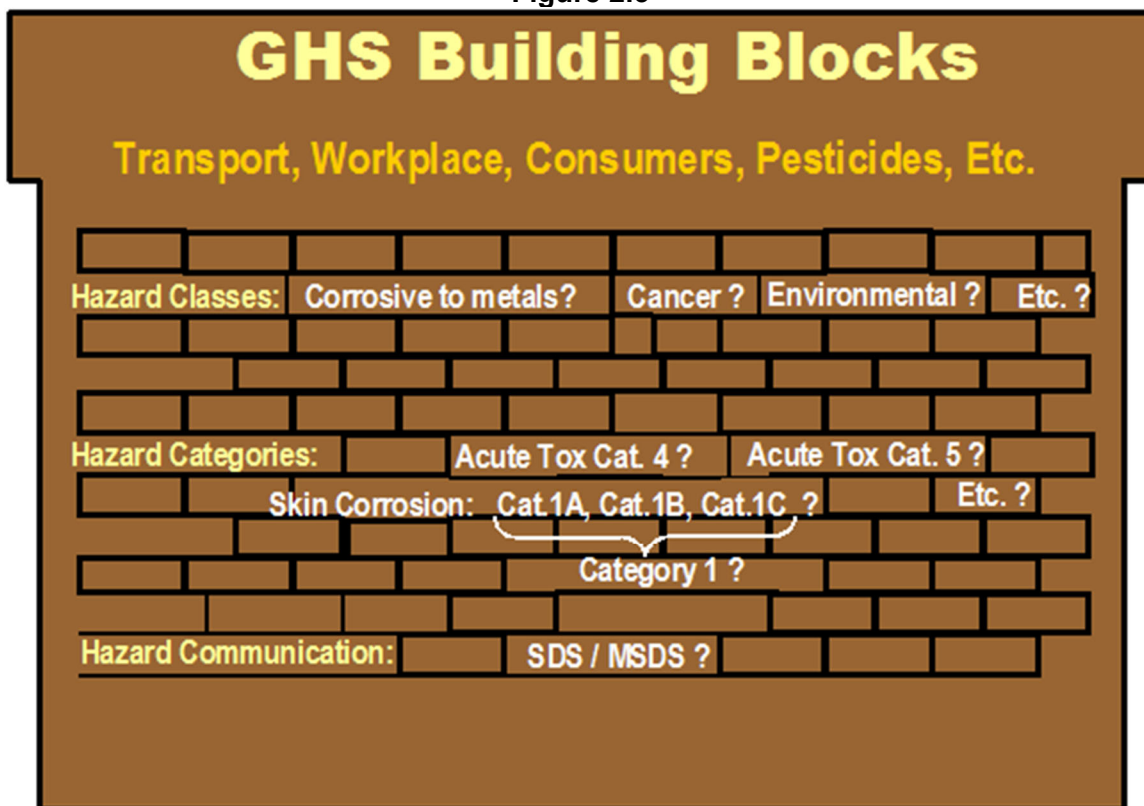 GHS Building Blocks
Transport, Workplace, Consumers, Pesticides, Etc.
Hazard Classes: Corrosive to metals? Cancer ? Environmental ? Etc. ?
Hazard Categories: Acute Tox Cat. 4 ? Acute Tox Cat. 5 ?
Skin Corrosion: Cat.1A, Cat.1B, Cat.1C ? Etc. ?
Category 1 ?
Hazard Communication: SDS / MSDS ?